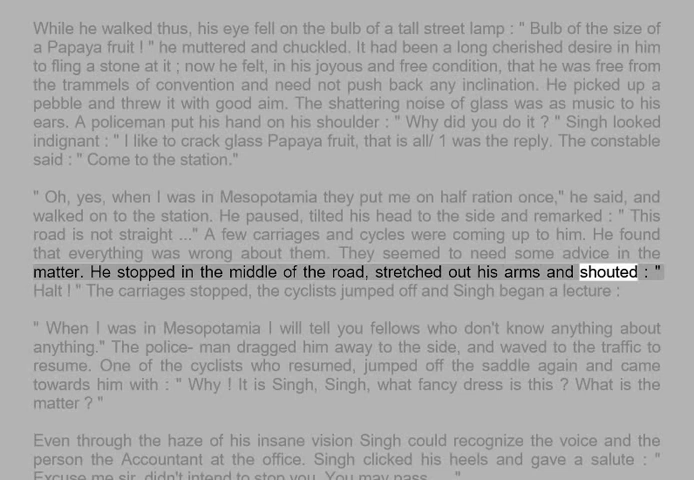 While he walked thus, his eye fell on the bulb of a tall street lamp : " Bulb of the size of
a Papaya fruit ! " he muttered and chuckled. It had been a long cherished desire in him
to fling a stone at it ; now he felt, in his joyous and free condition, that he was free from
the trammels of convention and need not push back any inclination. He picked up a
pebble and threw it with good aim. The shattering noise of glass was as music to his
ears. A policeman put his hand on his shoulder : " Why did you do it ? " Singh looked
indignant : " I like to crack glass Papaya fruit, that is all/ 1 was the reply. The constable
said : " Come to the station."
" Oh, yes, when I was in Mesopotamia they put me on half ration once," he said, and
walked on to the station. He paused, tilted his head to the side and remarked : " This
road is not straight ..." A few carriages and cycles were coming up to him. He found
that everything was wrong about them. They seemed to need some advice in the
matter. He stopped in the middle of the road, stretched out his arms and shouted : "
Halt ! " The carriages stopped, the cyclists jumped off and Singh began a lecture :
" When I was in Mesopotamia I will tell you fellows who don't know anything about
anything." The police- man dragged him away to the side, and waved to the traffic to
resume. One of the cyclists who resumed, jumped off the saddle again and came
towards him with : " Why ! It is Singh, Singh, what fancy dress is this ? What is the
matter ? "
Even through the haze of his insane vision Singh could recognize the voice and the
person the Accountant at the office. Singh clicked his heels and gave a salute : "
Excuse me sir, didn't intend to stop you. You may pass ... "